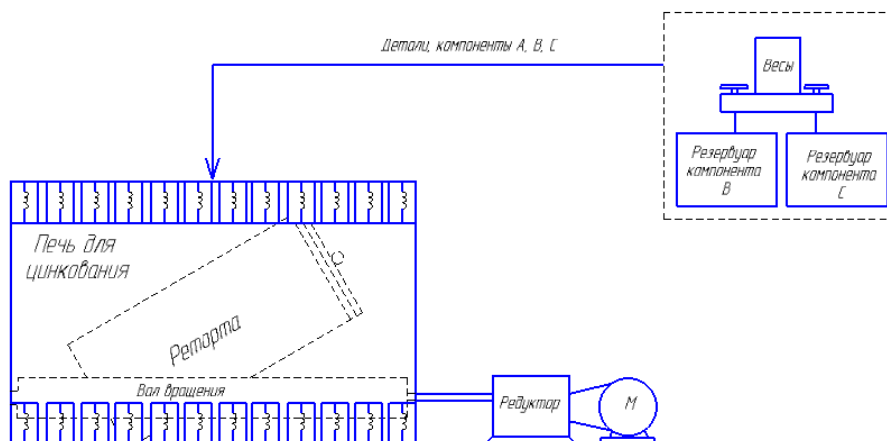 Детали, компоненты А, В, С
Весы
Резервуар
компонента
В
Резервуар
компонента
С
Печь для
цинкования
Реторта
Вал вращения
Редуктор
М